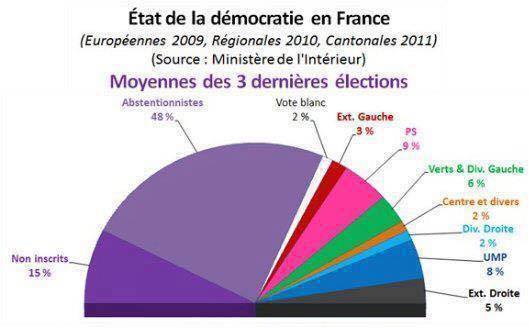 État de la démocratie en France
(Européennes 2009, Régionales 2010, Cantonales 2011)
(Source : Ministère de l'Intérieur)
Moyennes des 3 dernières élections
Abstentionnistes
48 %
Vote blanc
2 %
Ext. Gauche
3 %
PS
9 %
Verts & Div. Gauche
6 %
Centre et divers
2 %
Div. Droite
2 %
UMP
8 %
Ext. Droite
5 %
Non inscrits
15 %